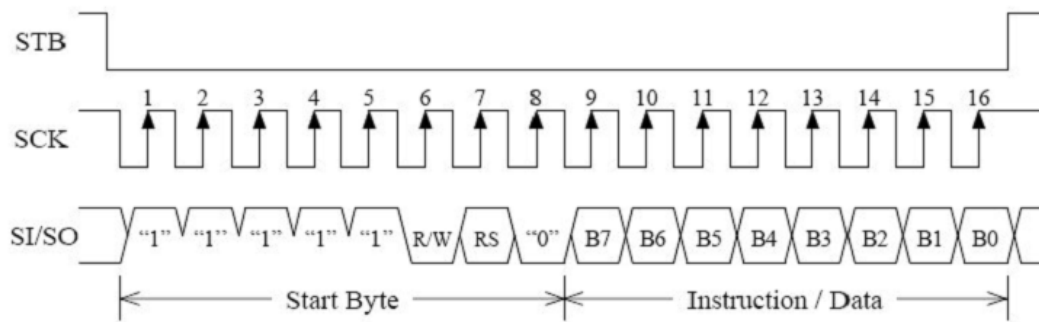 STB
1 2 3 4 5 6 7 8 9 10 11 12 13 14 15 16
SCK
SI/SO “1” “1” “1” “1” “1” R/W RS “0” B7 B6 B5 B4 B3 B2 B1 B0
Start Byte Instruction / Data